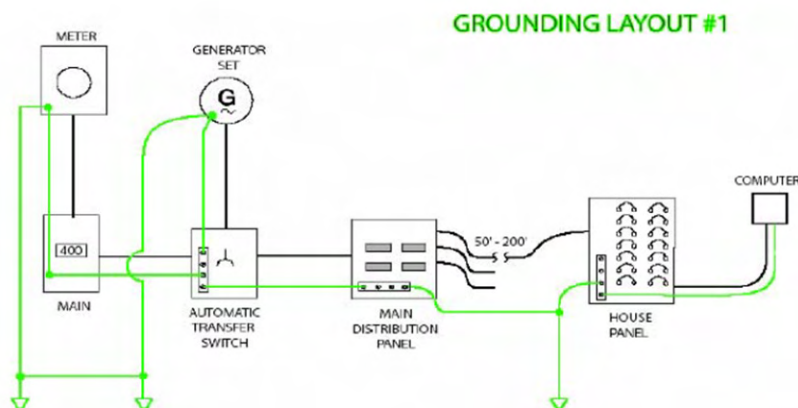 GROUNDING LAYOUT #1
METER
GENERATOR
SET
G
COMPUTER
50' - 200'
400
MAIN
AUTOMATIC
TRANSFER
SWITCH
MAIN
DISTRIBUTION
PANEL
HOUSE
PANEL